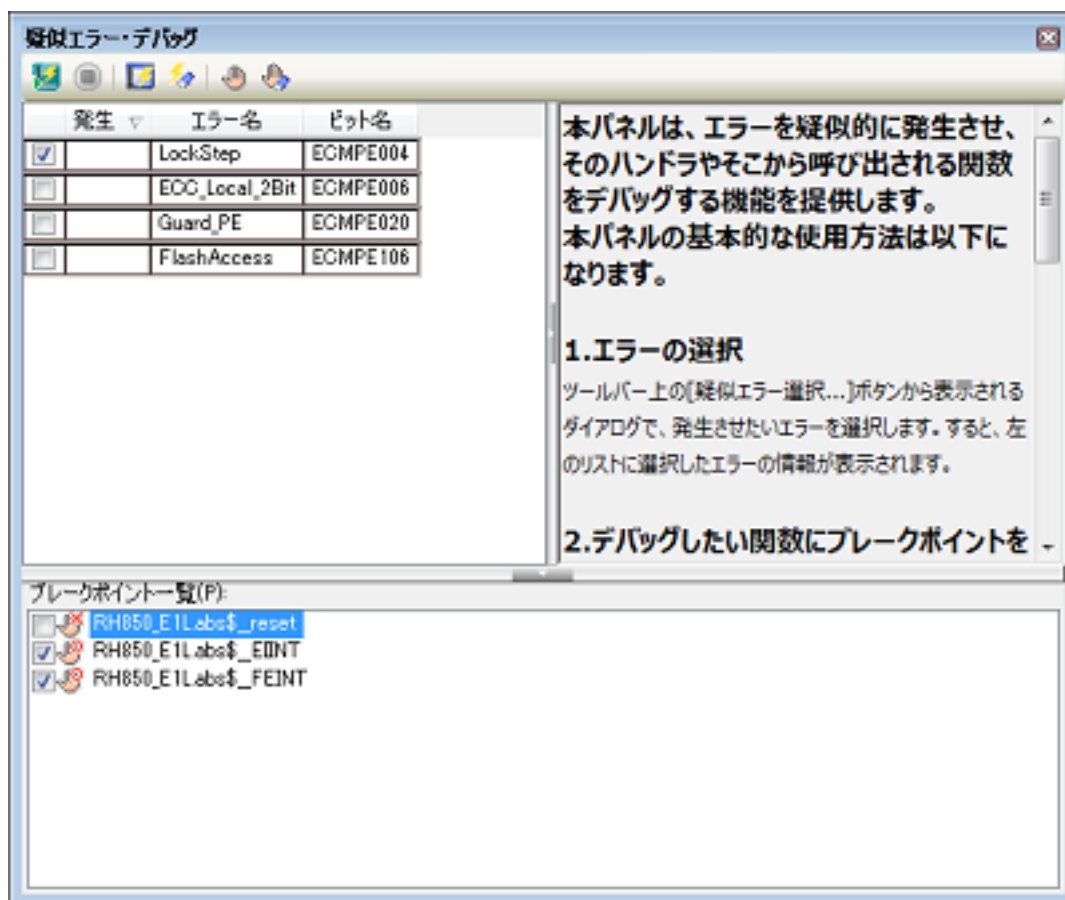 疑似エラー・デバッグ
発生 エラー名 ビット名
LockStep ECMPE004
ECC_Local_2Bit ECMPE006
Guard_PE ECMPE020
FlashAccess ECMPE106
本パネルは、エラーを疑似的に発生させ、
そのハンドラやそこから呼び出される関数
をデバッグする機能を提供します。
本パネルの基本的な使用方法は以下に
なります。
1.エラーの選択
ツールバー上の[疑似エラー選択...]ボタンから表示される
ダイアログで、発生させたいエラーを選択します。すると、左
のリストに選択したエラーの情報が表示されます。
2.デバッグしたい関数にブレークポイントを
ブレークポイント一覧(P):
RH850_E1L.abs$_reset
RH850_E1L.abs$_EIINT
RH850_E1L.abs$_FEINT